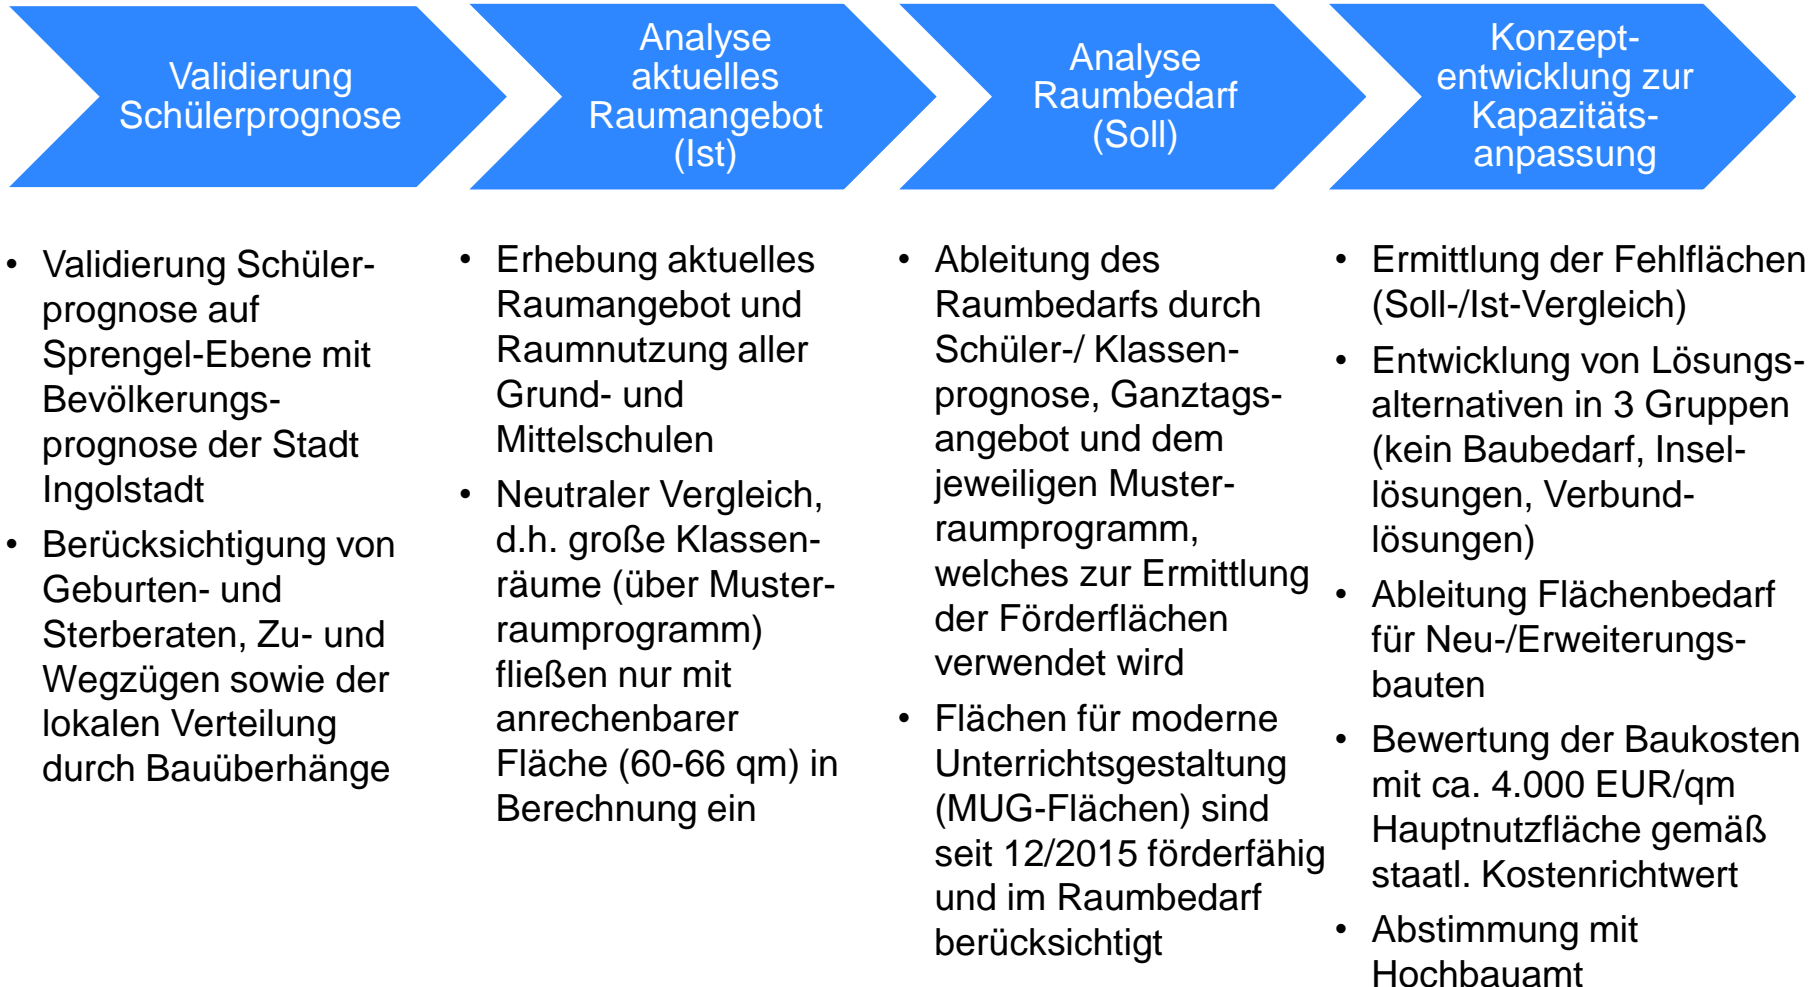 Validierung
Schülerprognose
Analyse
aktuelles
Raumangebot
(Ist)
Analyse
Raumbedarf
(Soll)
Konzept-
entwicklung zur
Kapazitäts-
anpassung
• Validierung Schüler-
prognose auf
Sprengel-Ebene mit
Bevölkerungs-
prognose der Stadt
Ingolstadt
• Berücksichtigung von
Geburten- und
Sterberaten, Zu- und
Wegzügen sowie der
lokalen Verteilung
durch Bauüberhänge
• Erhebung aktuelles
Raumangebot und
Raumnutzung aller
Grund- und
Mittelschulen
• Neutraler Vergleich,
d.h. große Klassen-
räume (über Muster-
raumprogramm)
fließen nur mit
anrechenbarer
Fläche (60-66 qm) in
Berechnung ein
• Ableitung des
Raumbedarfs durch
Schüler-/ Klassen-
prognose, Ganztags-
angebot und dem
jeweiligen Muster-
raumprogramm,
welches zur Ermittlung
der Förderflächen
verwendet wird
• Flächen für moderne
Unterrichtsgestaltung
(MUG-Flächen) sind
seit 12/2015 förderfähig
und im Raumbedarf
berücksichtigt
• Ermittlung der Fehlflächen
(Soll-/Ist-Vergleich)
• Entwicklung von Lösungs-
alternativen in 3 Gruppen
(kein Baubedarf, Insel-
lösungen, Verbund-
lösungen)
• Ableitung Flächenbedarf
für Neu-/Erweiterungs-
bauten
• Bewertung der Baukosten
mit ca. 4.000 EUR/qm
Hauptnutzfläche gemäß
staatl. Kostenrichtwert
• Abstimmung mit
Hochbauamt